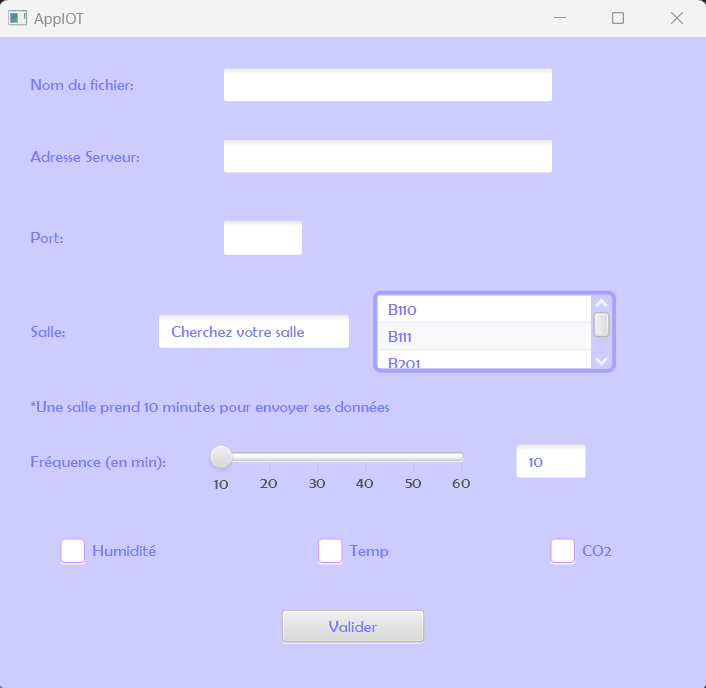 AppIOT
Nom du fichier:
Adresse Serveur:
Port:
Salle: Cherchez votre salle
B110
B111
B201
*Une salle prend 10 minutes pour envoyer ses données
Fréquence (en min): 10
10 20 30 40 50 60
Humidité Temp CO2
Valider